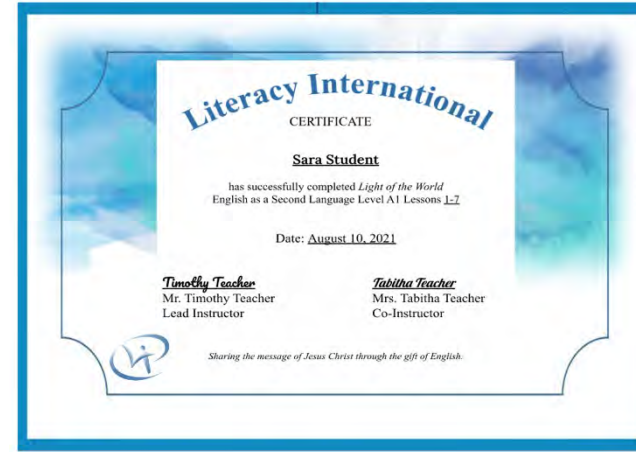 Literacy International
CERTIFICATE
Sara Student
has successfully completed Light of the World
English as a Second Language Level A1 Lessons 1-7
Date: August 10, 2021
Timothy Teacher
Mr. Timothy Teacher
Lead Instructor
Tabitha Teacher
Mrs. Tabitha Teacher
Co-Instructor
Sharing the message of Jesus Christ through the gift of English.